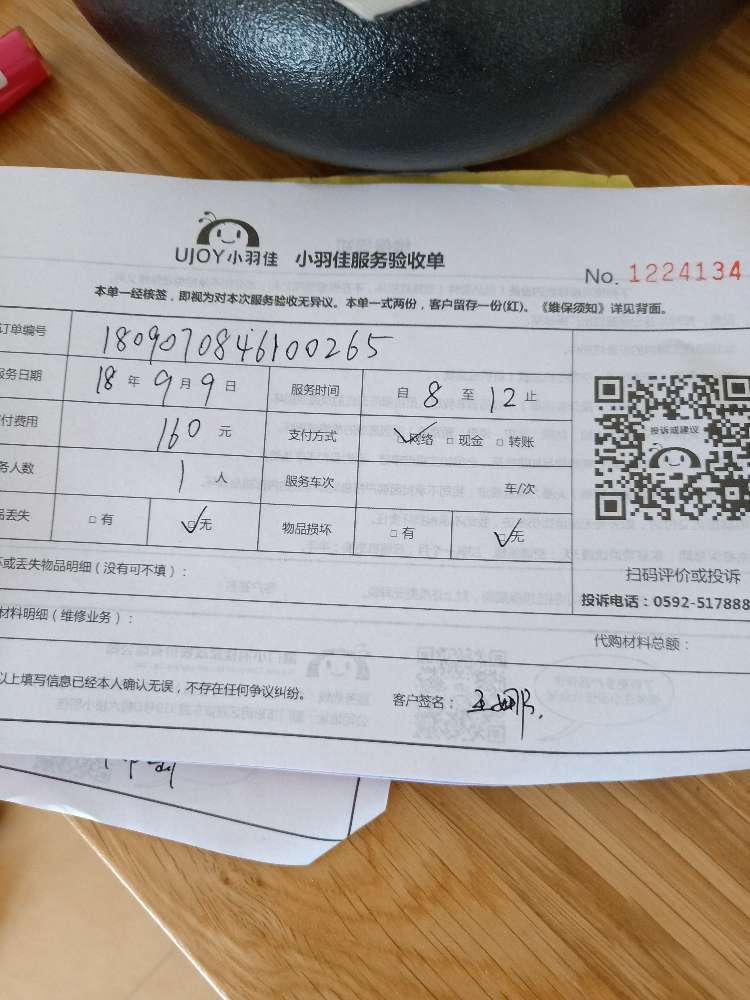 UJOY小羽佳 小羽佳服务验收单
No. 1224134
本单一经核签，即视为对本次服务验收无异议。本单一式两份，客户留存一份(红)。《维保须知》详见背面。
订单编号 180907084610026 5
服务日期 18 年 9 月 9 日 服务时间 自 8 至 12 止
付费用 160 元 支付方式 ☑网络 □现金 □转账
务人数 1 人 服务车次 车/次
品丢失 □有 ☑无 物品损坏 □有 ☑无
投诉或建议
扫码评价或投诉
投诉电话：0592-517888
坏或丢失物品明细（没有可不填）：
材料明细（维修业务）：
代购材料总额：
以上填写信息已经本人确认无误，不存在任何争议纠纷。 客户签名：